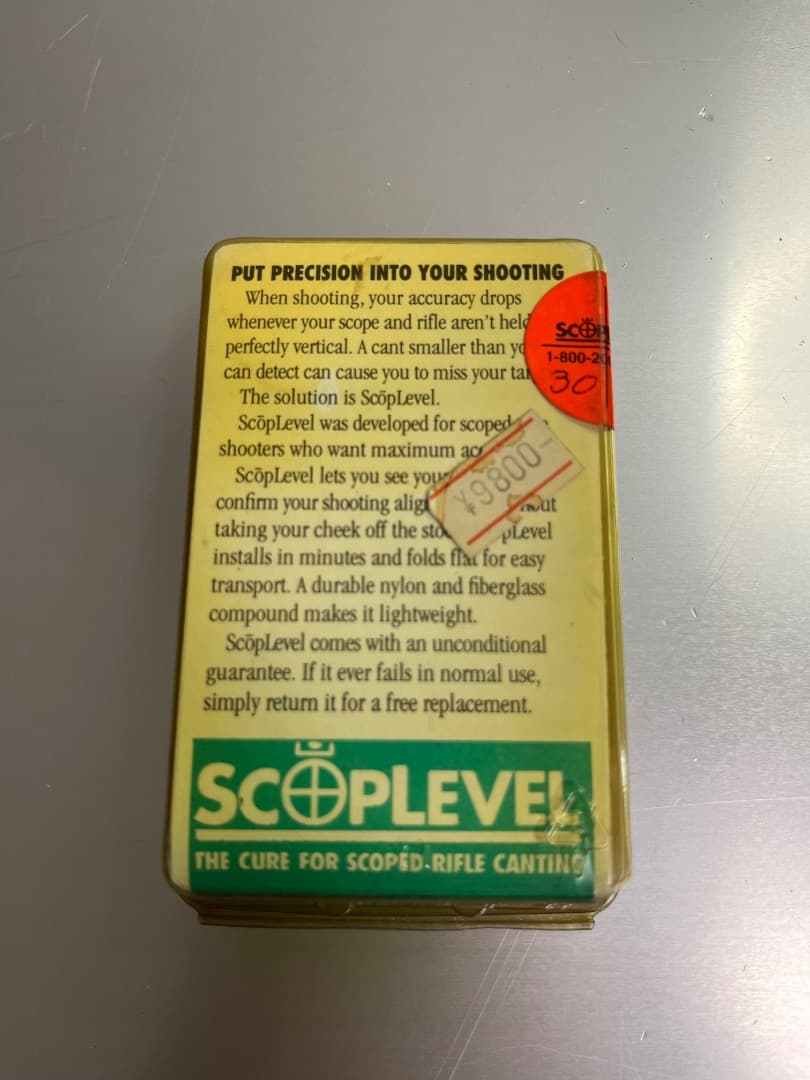 PUT PRECISION INTO YOUR SHOOTING
When shooting, your accuracy drops
whenever your scope and rifle aren't held
perfectly vertical. A cant smaller than
can detect can cause you to miss your
The solution is ScōpLevel.
ScōpLevel was developed for scoped
shooters who want maximum
ScōpLevel lets you see
confirm your shooting
taking your cheek off the
installs in minutes and folds flat for easy
transport. A durable nylon and fiberglass
compound makes it lightweight.
ScōpLevel comes with an unconditional
guarantee. If it ever fails in normal use,
simply return it for a free replacement.
1-800-20
30
¥9800-
SCOPLEVEL
THE CURE FOR SCOPED-RIFLE CANTING